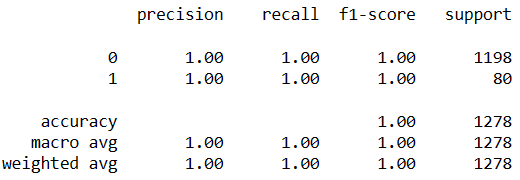 precision recall f1-score support
0 1.00 1.00 1.00 1198
1 1.00 1.00 1.00 80
accuracy 1.00 1278
macro avg 1.00 1.00 1.00 1278
weighted avg 1.00 1.00 1.00 1278